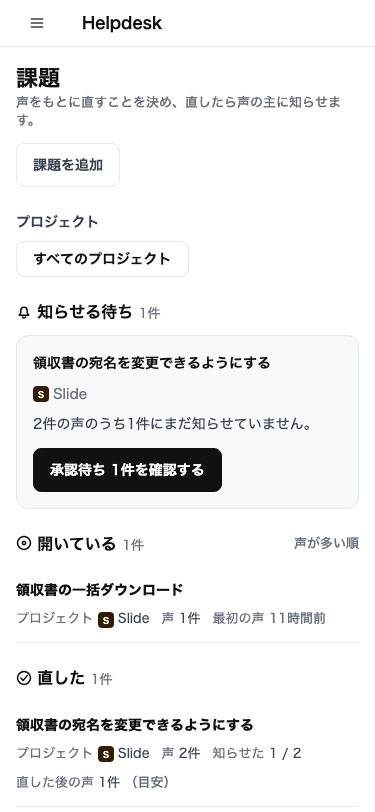 Helpdesk
課題
声をもとに直すことを決め、直したら声の主に知らせま
す。
課題を追加
プロジェクト
すべてのプロジェクト
知らせる待ち 1件
領収書の宛名を変更できるようにする
S Slide
2件の声のうち1件にまだ知らせていません。
承認待ち 1件を確認する
開いている 1件 声が多い順
領収書の一括ダウンロード
プロジェクト S Slide 声 1件 最初の声 11時間前
直した 1件
領収書の宛名を変更できるようにする
プロジェクト S Slide 声 2件 知らせた 1 / 2
直した後の声 1件 （目安）